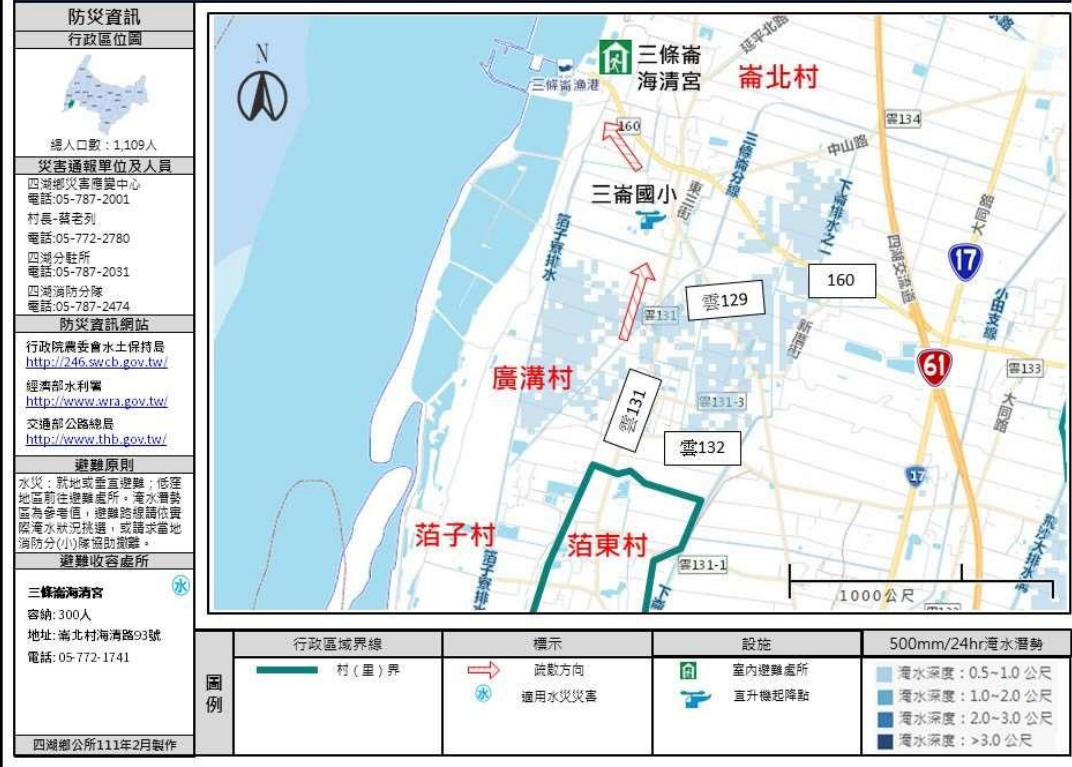 防災資訊
行政區位圖
總人口數：1,109人
災害通報單位及人員
四湖鄉災害應變中心
電話:05-787-2001
村長-蔡老列
電話:05-772-2780
四湖分駐所
電話:05-787-2031
四湖消防分隊
電話:05-787-2474
防災資訊網站
行政院農委會水土保持局
http://246.swcb.gov.tw/
經濟部水利署
http://www.wra.gov.tw/
交通部公路總局
http://www.thb.gov.tw/
避難原則
水災：就地或垂直避難；低窪
地區前往避難處所。淹水潛勢
區為參考值，避難路線請依實
際淹水狀況挑選，或請求當地
消防分(小)隊協助撤離。
避難收容處所
三條崙海清宮
水
容納: 300人
地址: 崙北村海清路93號
電話: 05-772-1741
四湖鄉公所111年2月製作
N
三條崙
海清宮
三條崙漁港
延平北路
崙北村
160
雲134
中山路
三條崙分線
下崙排水之二
東三街
三崙國小
箔子寮排水
大同路
四湖交流道
17
160
雲129
雲131
小田支線
新厝街
61
雲133
廣溝村
雲131
雲131-3
大同路
雲132
17
箔子村
箔東村
飛沙大排水
箔子寮排水
雲131-1
下崙
1000公尺
圖例
行政區域界線
村（里）界
標示
疏散方向
水
適用水災災害
設施
室內避難處所
直升機起降點
500mm/24hr淹水潛勢
淹水深度：0.5~1.0 公尺
淹水深度：1.0~2.0 公尺
淹水深度：2.0~3.0 公尺
淹水深度：>3.0 公尺